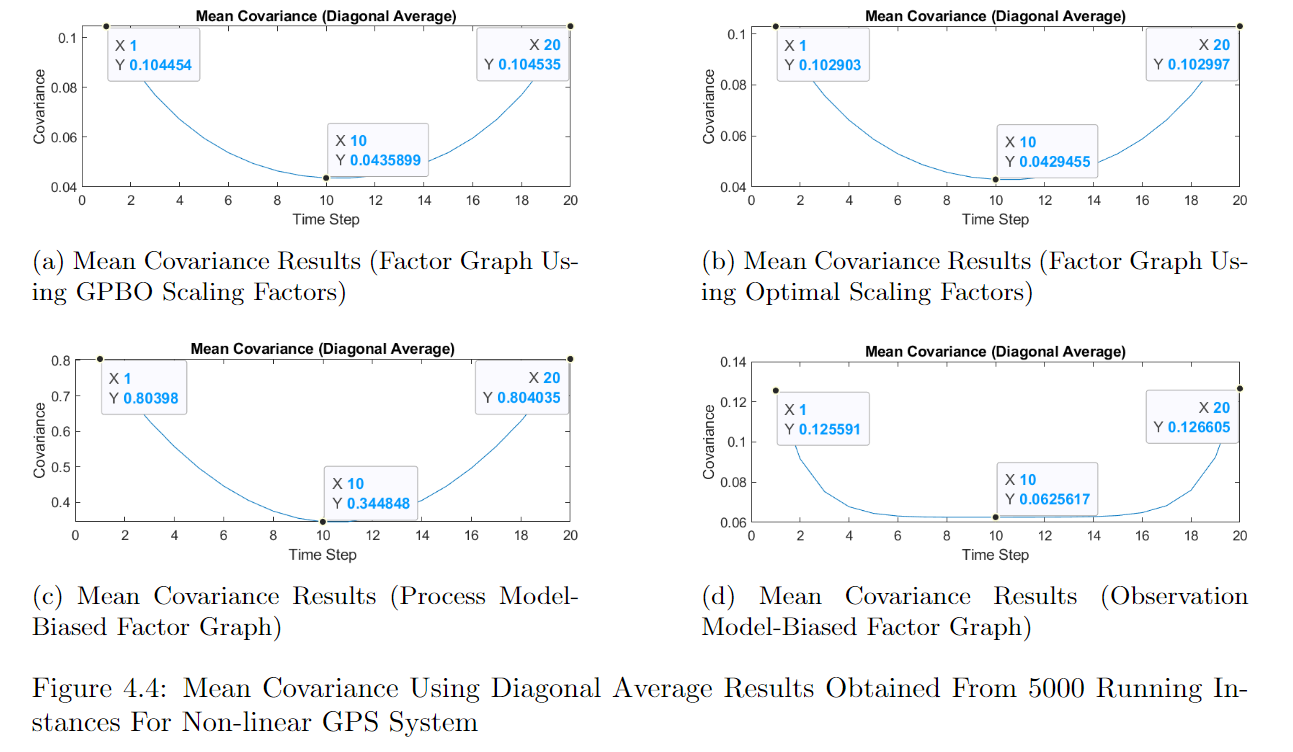 Mean Covariance (Diagonal Average)
0.1
0.08
0.06
0.04
Covariance
X 1
Y 0.104454
X 20
Y 0.104535
X 10
Y 0.0435899
0 2 4 6 8 10 12 14 16 18 20
Time Step
(a) Mean Covariance Results (Factor Graph Us-
ing GPBO Scaling Factors)
Mean Covariance (Diagonal Average)
0.1
0.08
0.06
0.04
Covariance
X 1
Y 0.102903
X 20
Y 0.102997
X 10
Y 0.0429455
0 2 4 6 8 10 12 14 16 18 20
Time Step
(b) Mean Covariance Results (Factor Graph Us-
ing Optimal Scaling Factors)
Mean Covariance (Diagonal Average)
0.8
0.7
0.6
0.5
0.4
Covariance
X 1
Y 0.80398
X 20
Y 0.804035
X 10
Y 0.344848
0 2 4 6 8 10 12 14 16 18 20
Time Step
(c) Mean Covariance Results (Process Model-
Biased Factor Graph)
Mean Covariance (Diagonal Average)
0.14
0.12
0.1
0.08
0.06
Covariance
X 1
Y 0.125591
X 20
Y 0.126605
X 10
Y 0.0625617
0 2 4 6 8 10 12 14 16 18 20
Time Step
(d) Mean Covariance Results (Observation
Model-Biased Factor Graph)
Figure 4.4: Mean Covariance Using Diagonal Average Results Obtained From 5000 Running In-
stances For Non-linear GPS System